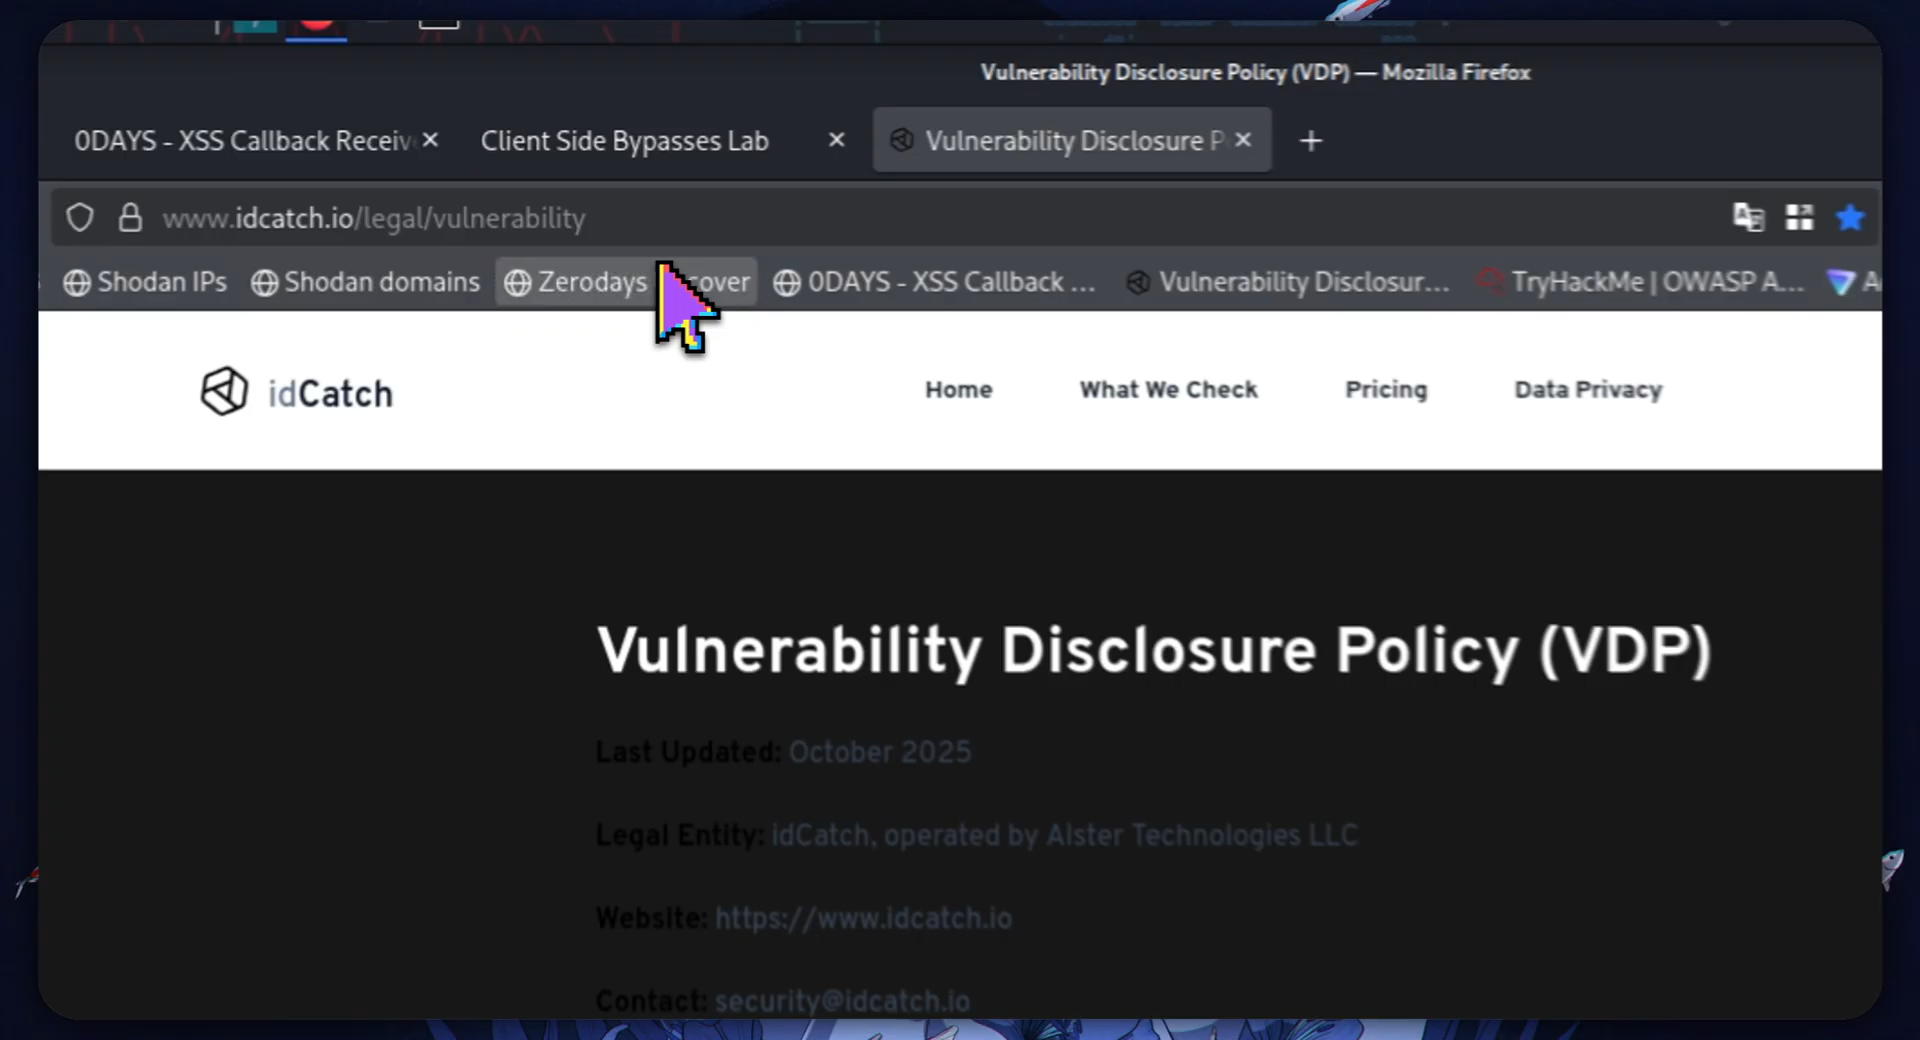 Vulnerability Disclosure Policy (VDP) — Mozilla Firefox
0DAYS - XSS Callback Receiv
Client Side Bypasses Lab
Vulnerability Disclosure P
www.idcatch.io/legal/vulnerability
Shodan IPs
Shodan domains
Zerodays
0DAYS - XSS Callback ...
Vulnerability Disclosur...
TryHackMe | OWASP A...
idCatch
Home
What We Check
Pricing
Data Privacy
Vulnerability Disclosure Policy (VDP)
Last Updated: October 2025
Legal Entity: idCatch, operated by Alster Technologies LLC
Website: https://www.idcatch.io
Contact: security@idcatch.io